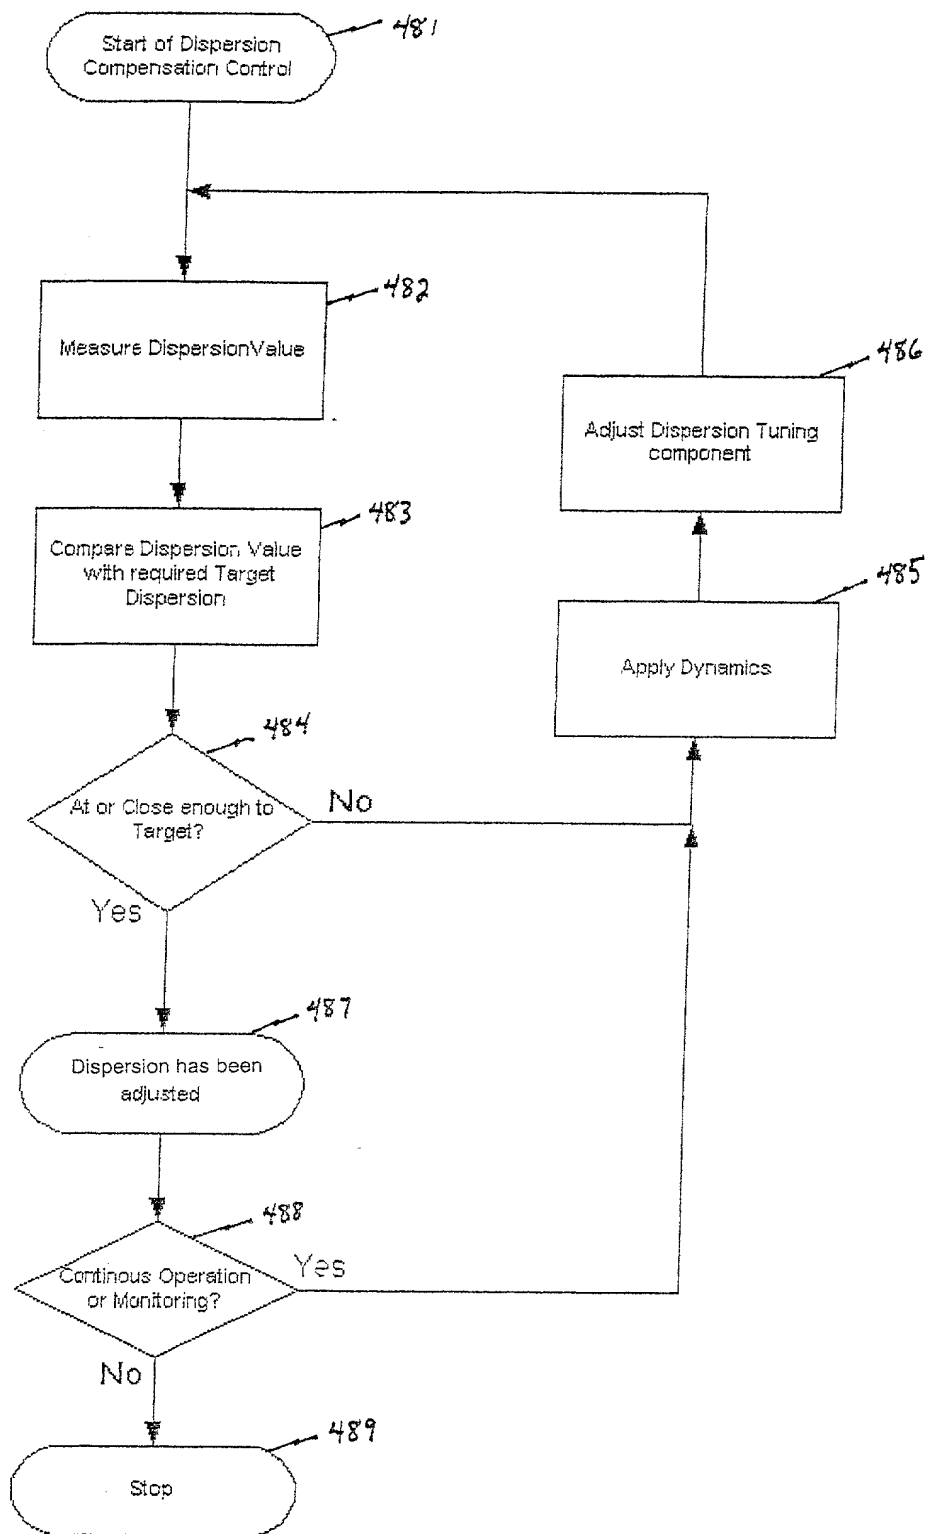 Start of Dispersion
Compensation Control
481
Measure DispersionValue
482
Compare Dispersion Value
with required Target
Dispersion
483
At or Close enough to
Target?
484
No
Yes
Apply Dynamics
485
Adjust Dispersion Tuning
component
486
Dispersion has been
adjusted
487
Continous Operation
or Monitoring?
488
Yes
No
Stop
489